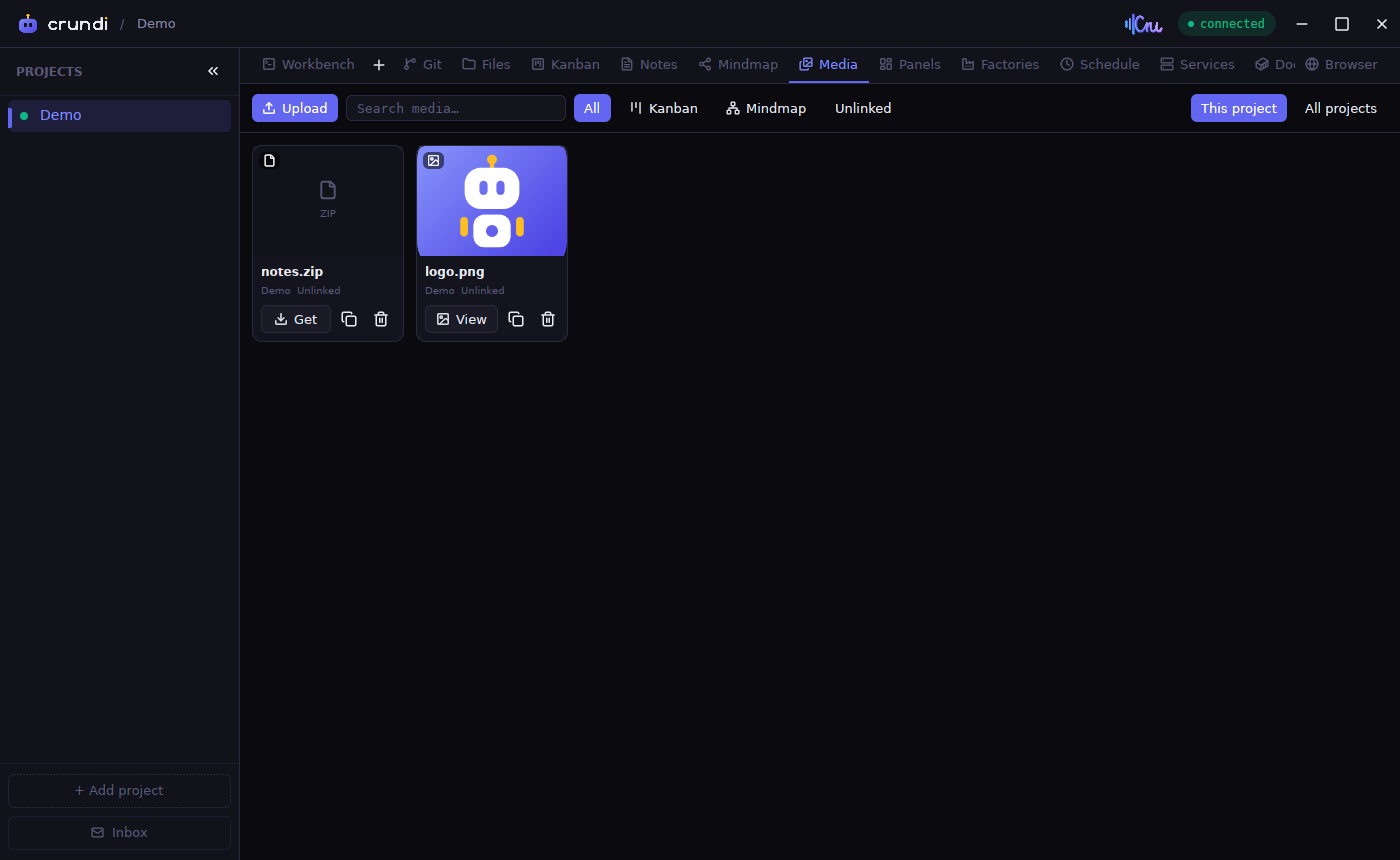 crundi / Demo
Cru
connected
PROJECTS
Workbench
Git
Files
Kanban
Notes
Mindmap
Media
Panels
Factories
Schedule
Services
Doc
Browser
Demo
Upload
Search media…
All
Kanban
Mindmap
Unlinked
This project
All projects
ZIP
notes.zip
Demo Unlinked
Get
logo.png
Demo Unlinked
View
+ Add project
Inbox